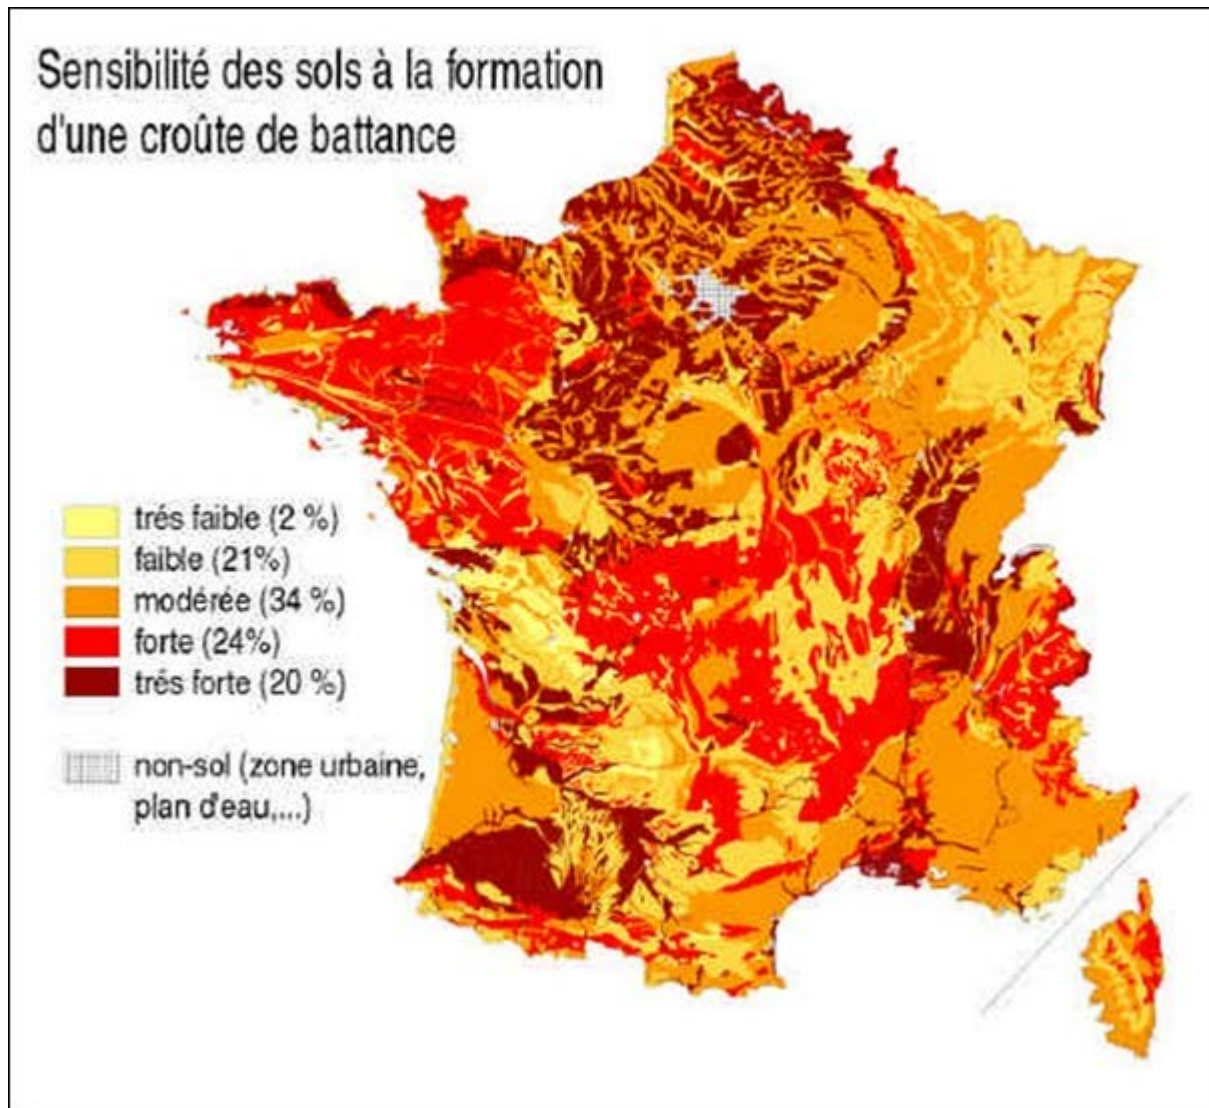 Sensibilité des sols à la formation
d'une croûte de battance
trés faible (2 %)
faible (21%)
modérée (34 %)
forte (24%)
trés forte (20 %)
non-sol (zone urbaine,
plan d'eau,...)